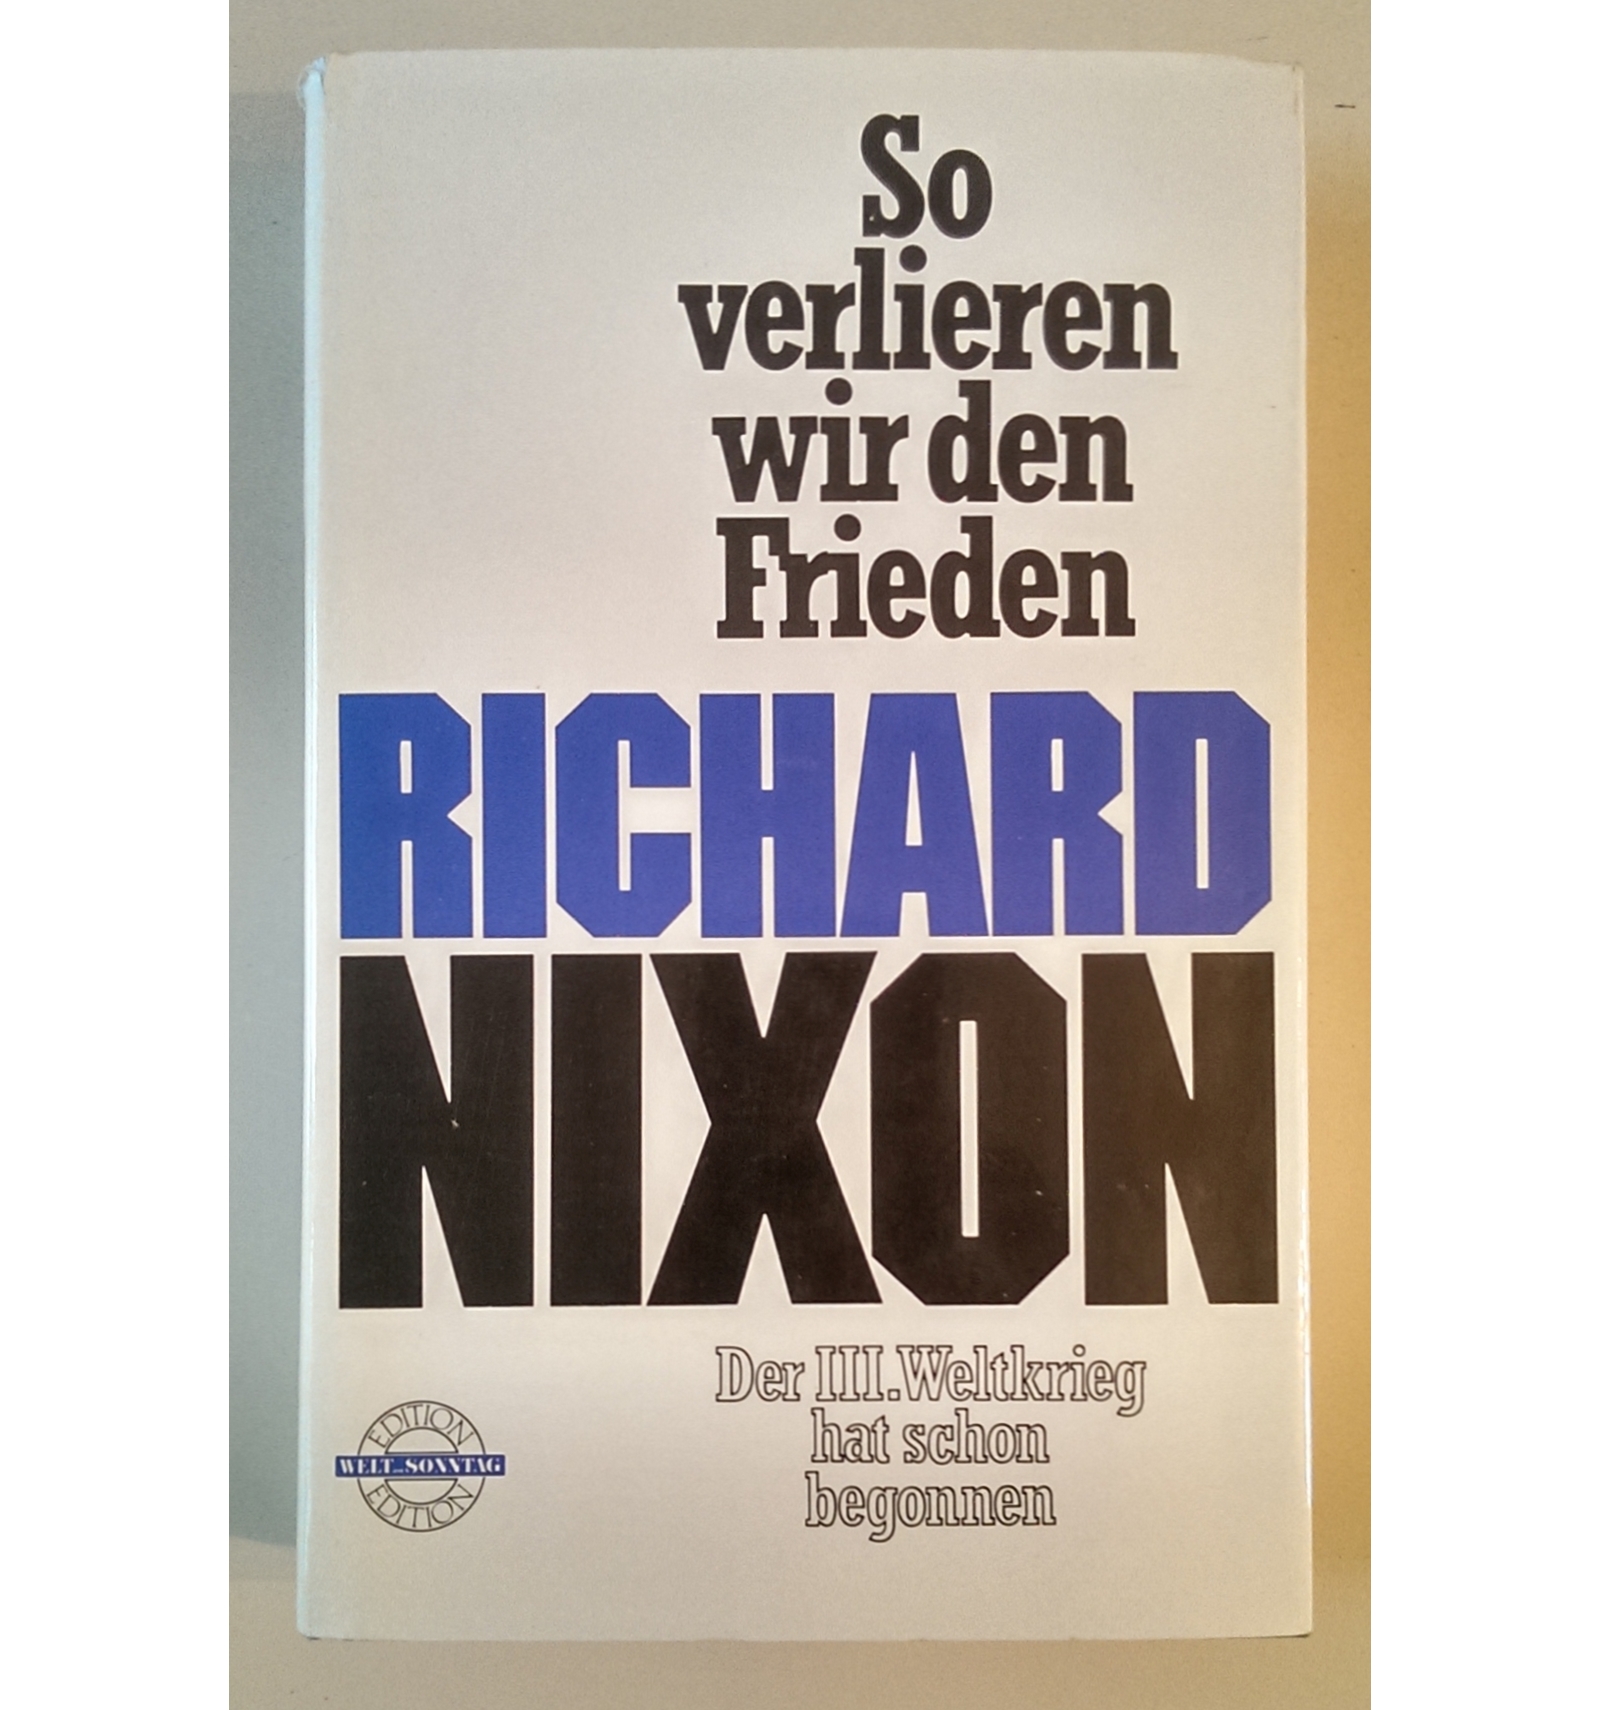 So
verlieren
wir den
Frieden
RICHARD
NIXON
Der III. Weltkrieg
hat schon
begonnen
EDITION
WELT am SONNTAG
EDITION